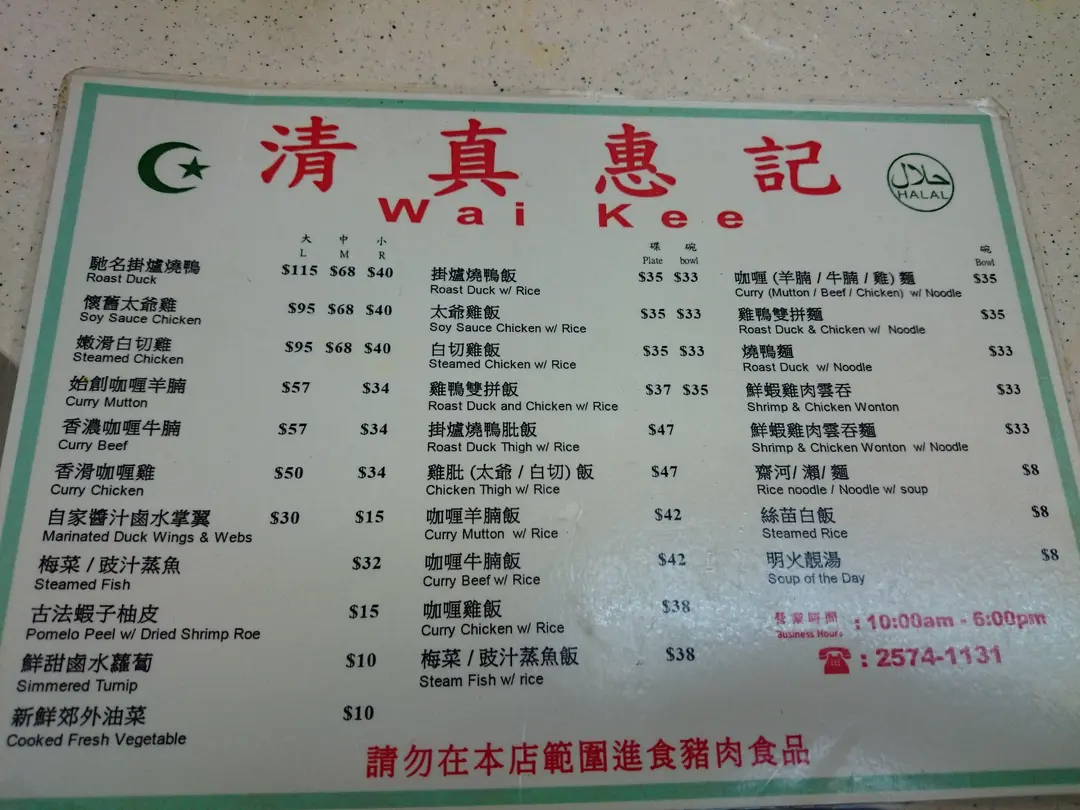 清真惠記
حلال
HALAL
Wai Kee
大 中 小
L M R
馳名掛爐燒鴨 $115 $68 $40
Roast Duck
懷舊太爺雞 $95 $68 $40
Soy Sauce Chicken
嫩滑白切雞 $95 $68 $40
Steamed Chicken
始創咖喱羊腩 $57 $34
Curry Mutton
香濃咖喱牛腩 $57 $34
Curry Beef
香滑咖喱雞 $50 $34
Curry Chicken
自家醬汁鹵水掌翼 $30 $15
Marinated Duck Wings & Webs
梅菜 / 豉汁蒸魚 $32
Steamed Fish
古法蝦子柚皮 $15
Pomelo Peel w/ Dried Shrimp Roe
鮮甜鹵水蘿蔔 $10
Simmered Turnip
新鮮郊外油菜 $10
Cooked Fresh Vegetable
碟 碗
Plate bowl
掛爐燒鴨飯 $35 $33
Roast Duck w/ Rice
太爺雞飯 $35 $33
Soy Sauce Chicken w/ Rice
白切雞飯 $35 $33
Steamed Chicken w/ Rice
雞鴨雙拼飯 $37 $35
Roast Duck and Chicken w/ Rice
掛爐燒鴨肶飯 $47
Roast Duck Thigh w/ Rice
雞肶 (太爺 / 白切) 飯 $47
Chicken Thigh w/ Rice
咖喱羊腩飯 $42
Curry Mutton w/ Rice
咖喱牛腩飯 $42
Curry Beef w/ Rice
咖喱雞飯 $38
Curry Chicken w/ Rice
梅菜 / 豉汁蒸魚飯 $38
Steam Fish w/ rice
碗
Bowl
咖喱 (羊腩 / 牛腩 / 雞) 麵 $35
Curry (Mutton / Beef / Chicken) w/ Noodle
雞鴨雙拼麵 $35
Roast Duck & Chicken w/ Noodle
燒鴨麵 $33
Roast Duck w/ Noodle
鮮蝦雞肉雲吞 $33
Shrimp & Chicken Wonton
鮮蝦雞肉雲吞麵 $33
Shrimp & Chicken Wonton w/ Noodle
齋河/ 瀨/ 麵 $8
Rice noodle / Noodle w/ soup
絲苗白飯 $8
Steamed Rice
明火靚湯 $8
Soup of the Day
營業時間 : 10:00am - 6:00pm
Business Hours
: 2574-1131
請勿在本店範圍進食豬肉食品